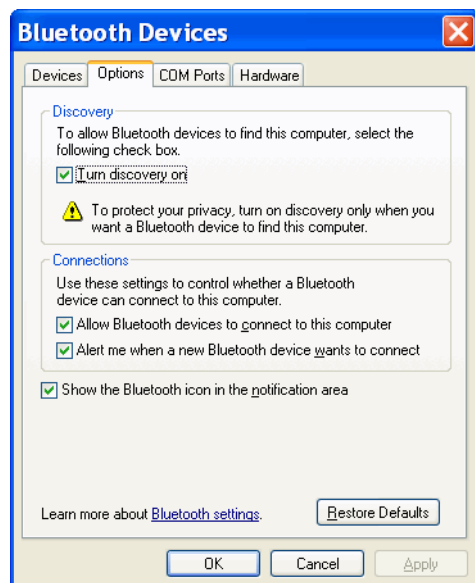 Bluetooth Devices
Devices Options COM Ports Hardware
Discovery
To allow Bluetooth devices to find this computer, select the
following check box.
Turn discovery on
To protect your privacy, turn on discovery only when you
want a Bluetooth device to find this computer.
Connections
Use these settings to control whether a Bluetooth
device can connect to this computer.
Allow Bluetooth devices to connect to this computer
Alert me when a new Bluetooth device wants to connect
Show the Bluetooth icon in the notification area
Learn more about Bluetooth settings.
Restore Defaults
OK Cancel Apply